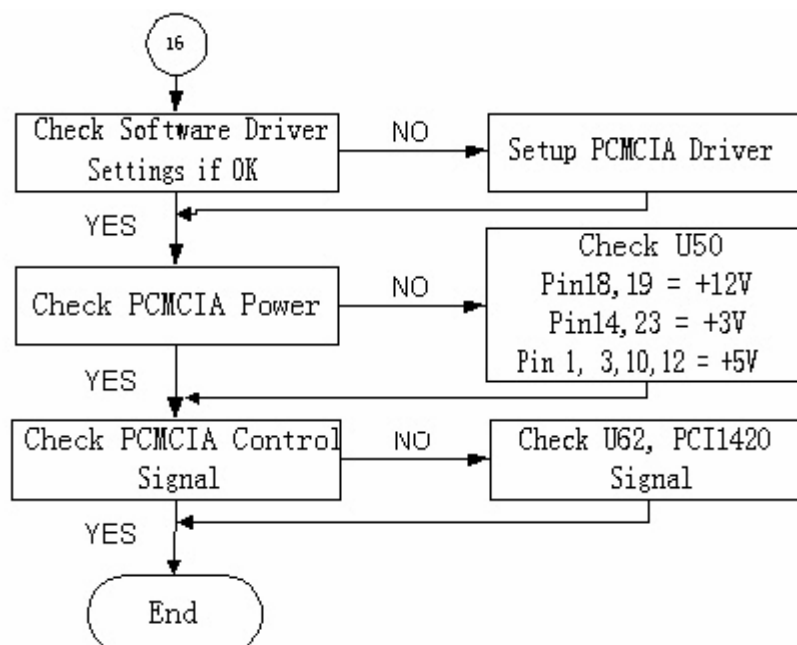 16
Check Software Driver
Settings if OK
NO
Setup PCMCIA Driver
YES
Check PCMCIA Power
NO
Check U50
Pin18,19 = +12V
Pin14,23 = +3V
Pin 1, 3,10,12 = +5V
YES
Check PCMCIA Control
Signal
NO
Check U62, PCI1420
Signal
YES
End